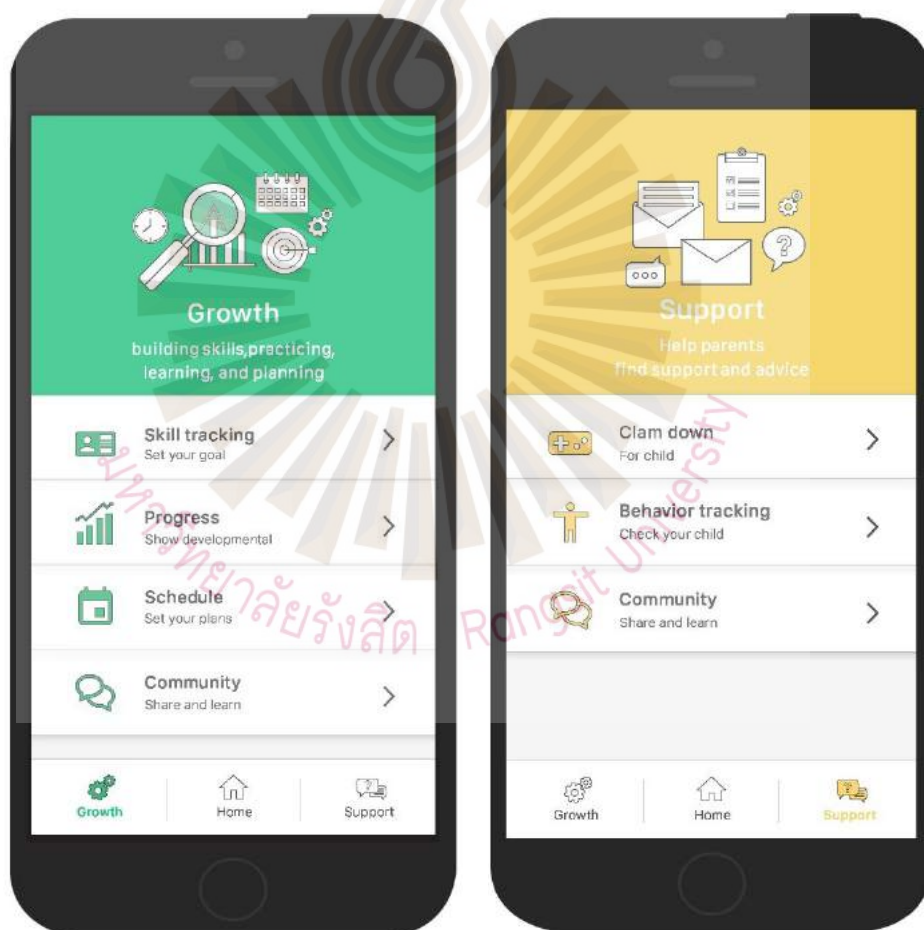 Growth
building skills,practicing,
learning, and planning
Skill tracking
Set your goal
Progress
Show developmental
Schedule
Set your plans
Community
Share and learn
Growth
Home
Support
Support
Help parents
find support and advice
Clam down
For child
Behavior tracking
Check your child
Community
Share and learn
Growth
Home
Support
มหาวิทยาลัยรังสิต Rangsit University